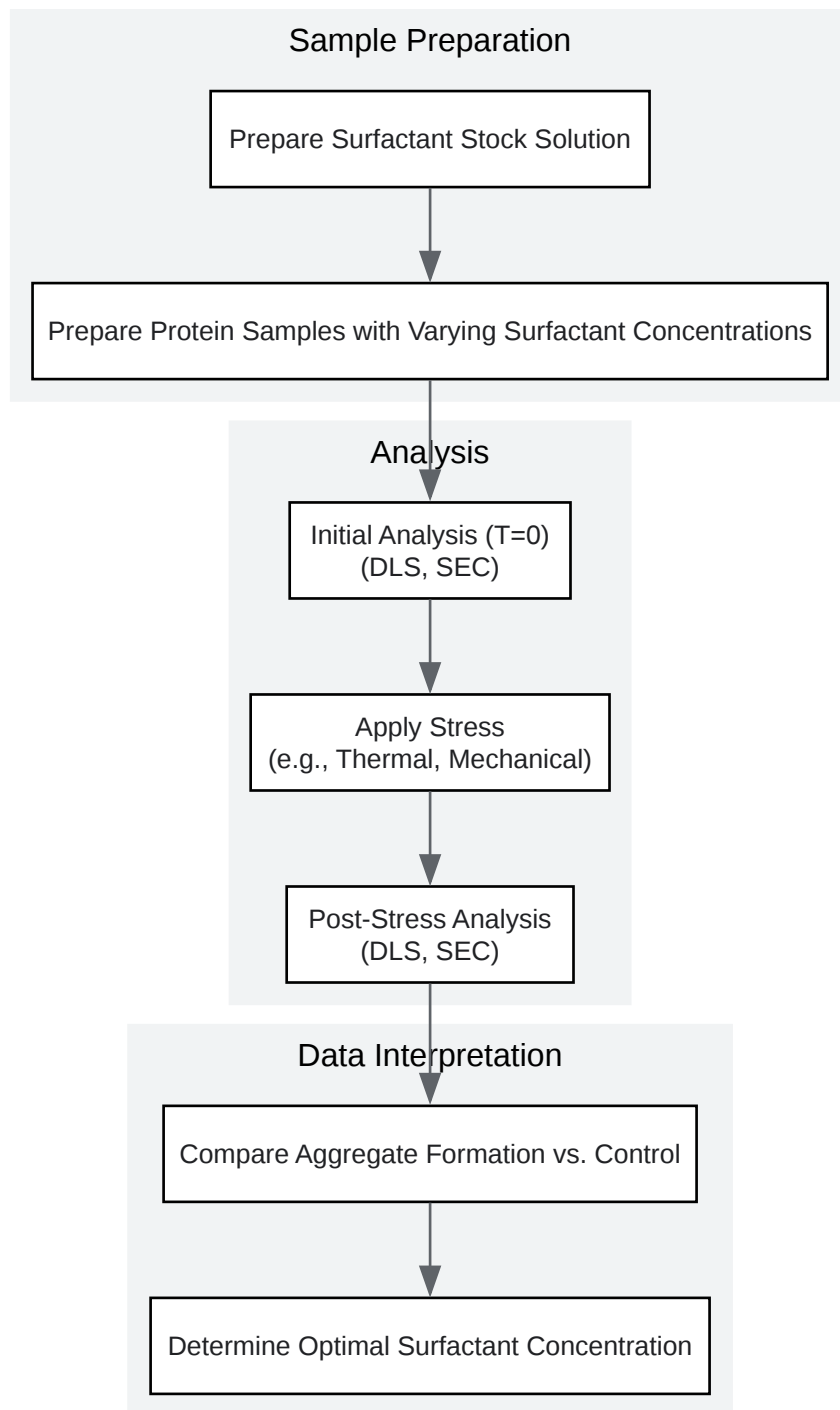 Sample Preparation
Prepare Surfactant Stock Solution
Prepare Protein Samples with Varying Surfactant Concentrations
Analysis
Initial Analysis (T=0)
(DLS, SEC)
Apply Stress
(e.g., Thermal, Mechanical)
Post-Stress Analysis
(DLS, SEC)
Data Interpretation
Compare Aggregate Formation vs. Control
Determine Optimal Surfactant Concentration